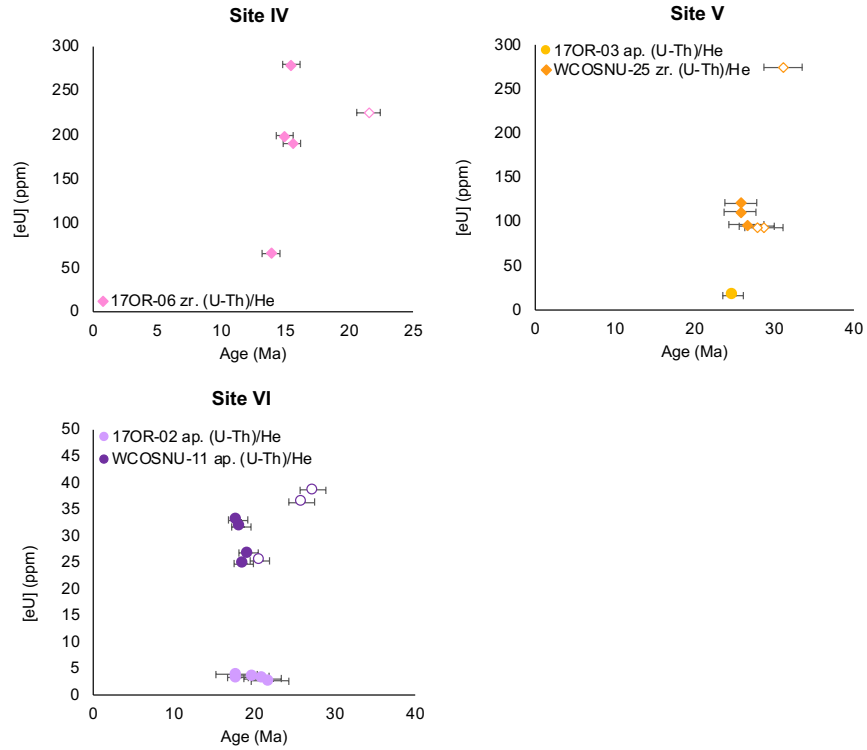 Site IV
300
250
200
150
100
50
0
[eU] (ppm)
17OR-06 zr. (U-Th)/He
0 5 10 15 20 25
Age (Ma)
Site V
300
250
200
150
100
50
0
[eU] (ppm)
17OR-03 ap. (U-Th)/He
WCOSNU-25 zr. (U-Th)/He
0 10 20 30 40
Age (Ma)
Site VI
50
45
40
35
30
25
20
15
10
5
0
[eU] (ppm)
17OR-02 ap. (U-Th)/He
WCOSNU-11 ap. (U-Th)/He
0 10 20 30 40
Age (Ma)